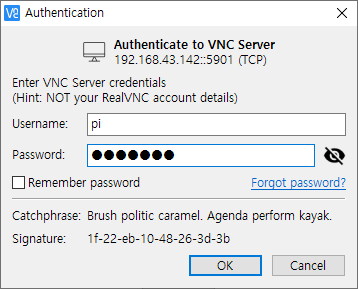 Authentication
Authenticate to VNC Server
192.168.43.142::5901 (TCP)
Enter VNC Server credentials
(Hint: NOT your RealVNC account details)
Username: pi
Password: ●●●●●●●
Remember password Forgot password?
Catchphrase: Brush politic caramel. Agenda perform kayak.
Signature: 1f-22-eb-10-48-26-3d-3b
OK Cancel